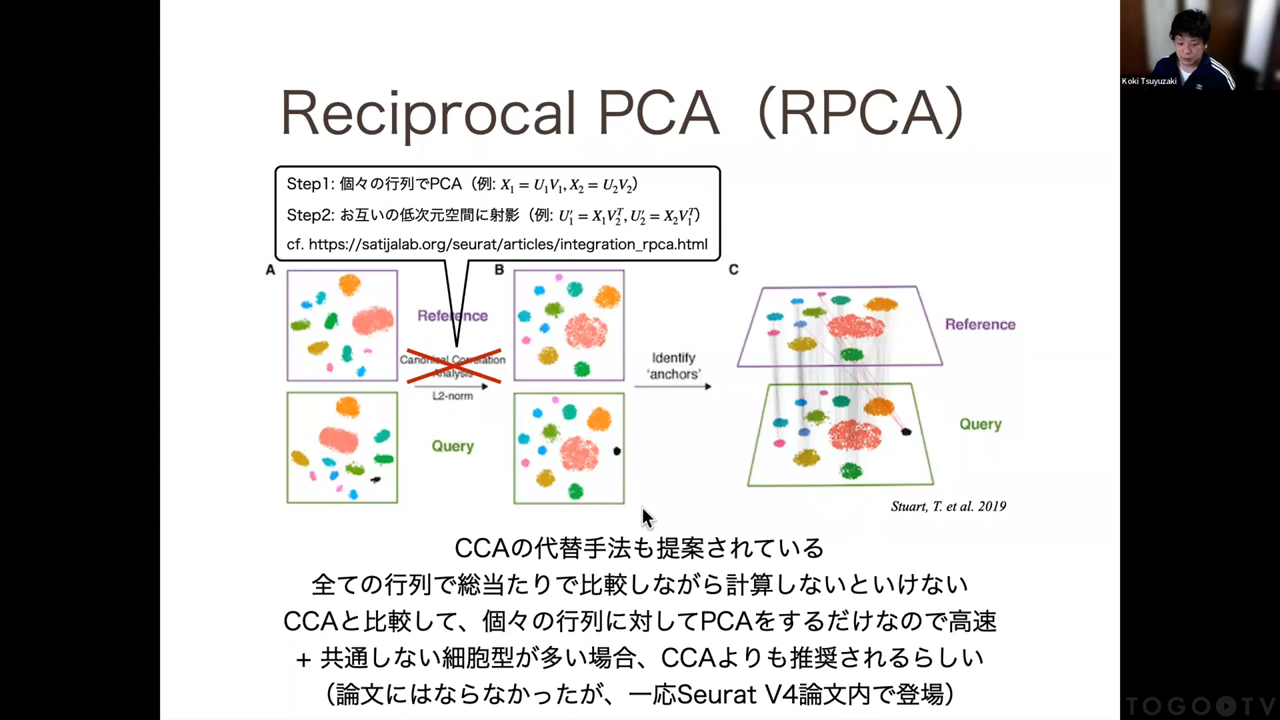 Koki Tsuyuzaki
Reciprocal PCA（RPCA）
Step1: 個々の行列でPCA（例: X₁ = U₁V₁, X₂ = U₂V₂）
Step2: お互いの低次元空間に射影（例: U₁′ = X₁V₂ᵀ, U₂′ = X₂V₁ᵀ）
cf. https://satijalab.org/seurat/articles/integration_rpca.html
A
B
C
Reference
Canonical Correlation
Analysis
L2-norm
Query
Identify
‘anchors’
Reference
Query
Stuart, T. et al. 2019
CCAの代替手法も提案されている
全ての行列で総当たりで比較しながら計算しないといけない
CCAと比較して、個々の行列に対してPCAをするだけなので高速
+ 共通しない細胞型が多い場合、CCAよりも推奨されるらしい
（論文にはならなかったが、一応Seurat V4論文内で登場）
TOGO TV